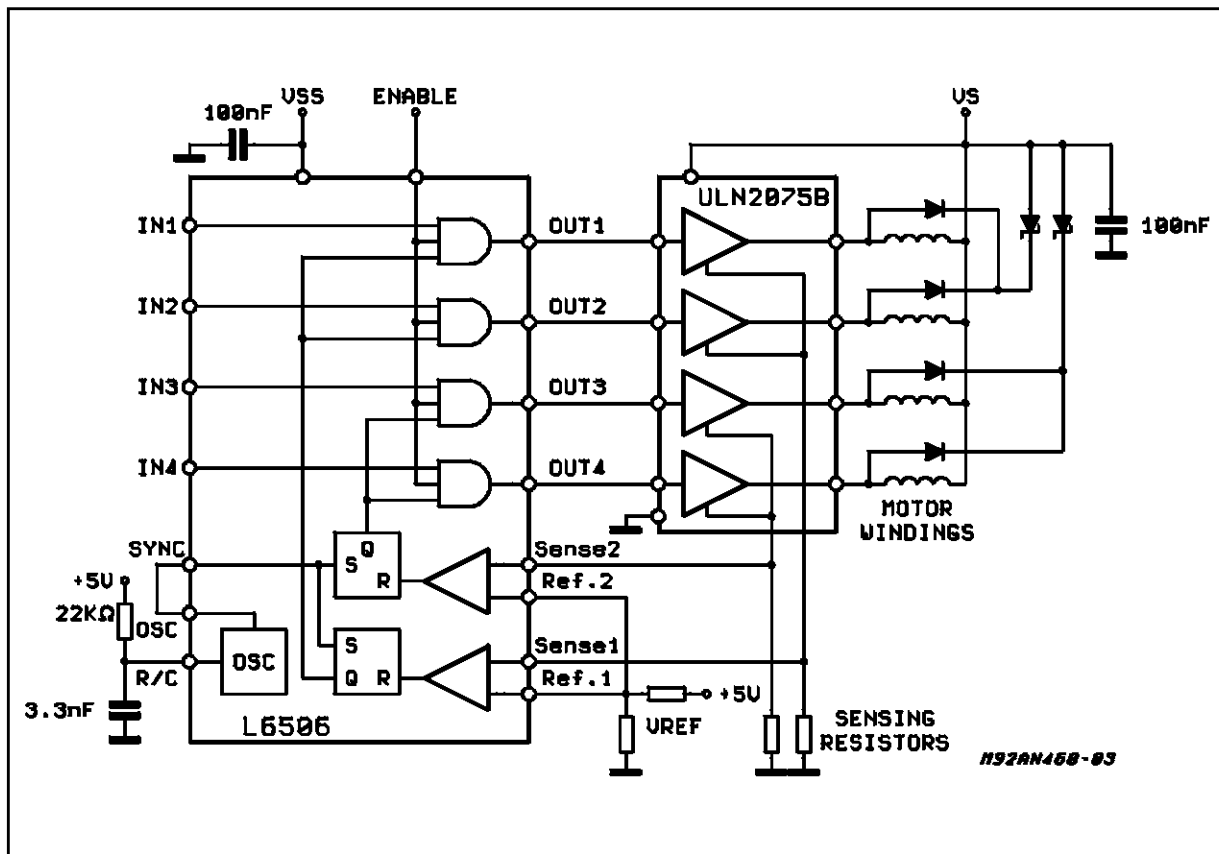 VSS ENABLE VS
100nF
ULN2075B
IN1 OUT1 100nF
IN2 OUT2
IN3 OUT3
IN4 OUT4
MOTOR
WINDINGS
SYNC Q Sense2
S R
+5V Ref.2
22KΩ
OSC Sense1
S
OSC
R/C Q R Ref.1
+5V
3.3nF
L6506 VREF SENSING
RESISTORS
M92AN460-03